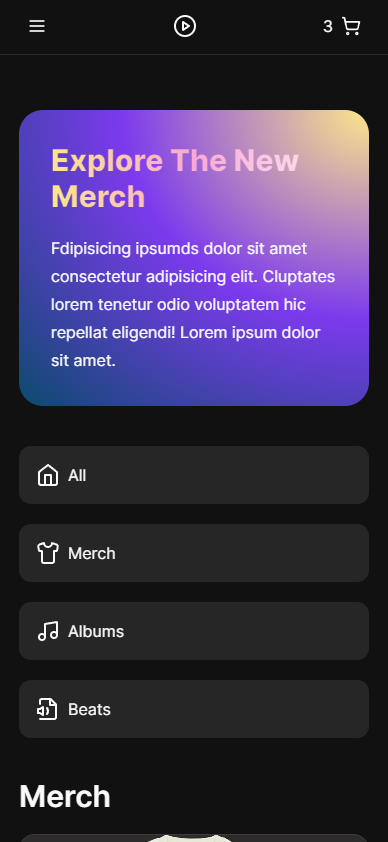 3
Explore The New
Merch
Fdipisicing ipsumds dolor sit amet
consectetur adipisicing elit. Cluptates
lorem tenetur odio voluptatem hic
repellat eligendi! Lorem ipsum dolor
sit amet.
All
Merch
Albums
Beats
Merch